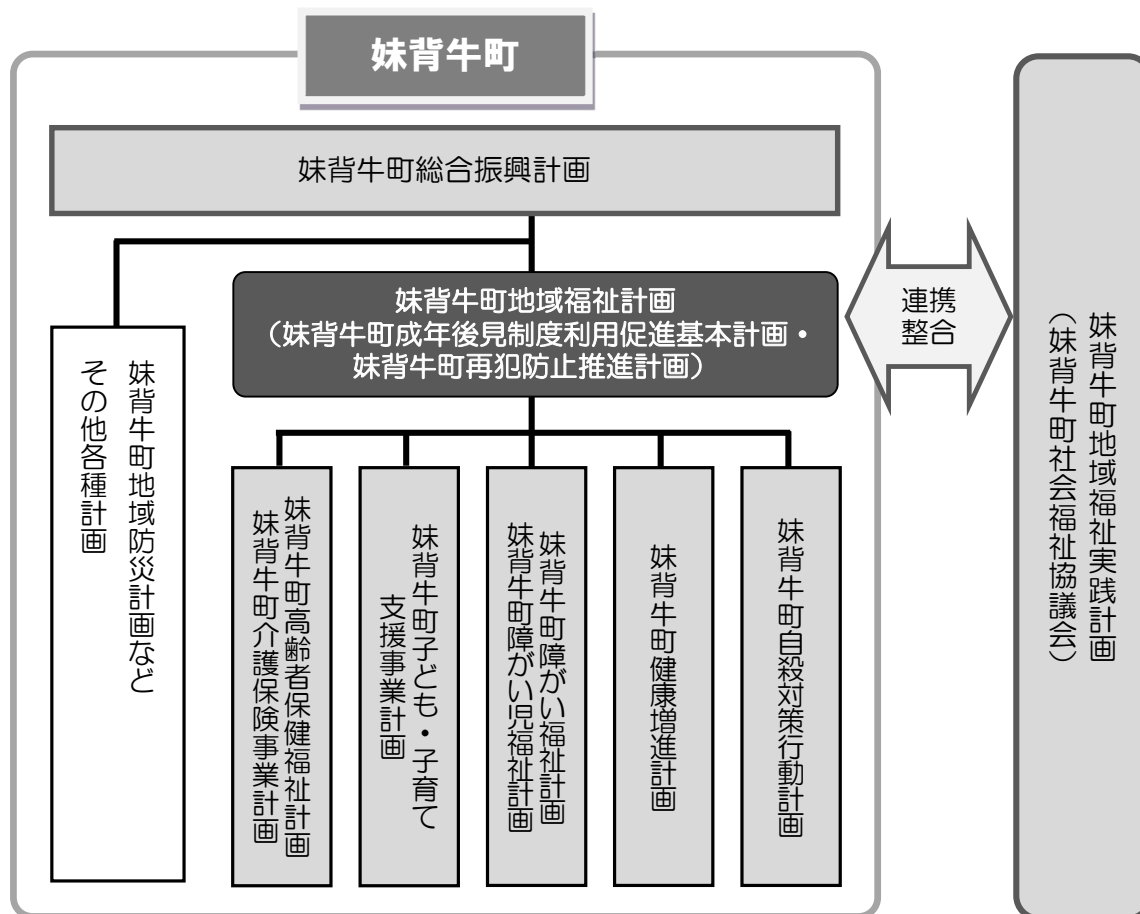 妹背牛町
妹背牛町総合振興計画
妹背牛町地域福祉計画
（妹背牛町成年後見制度利用促進基本計画・
妹背牛町再犯防止推進計画）
連携
整合
妹背牛町地域福祉実践計画
（妹背牛町社会福祉協議会）
妹背牛町地域防災計画など
その他各種計画
妹背牛町高齢者保健福祉計画
妹背牛町介護保険事業計画
妹背牛町子ども・子育て
支援事業計画
妹背牛町障がい福祉計画
妹背牛町障がい児福祉計画
妹背牛町健康増進計画
妹背牛町自殺対策行動計画